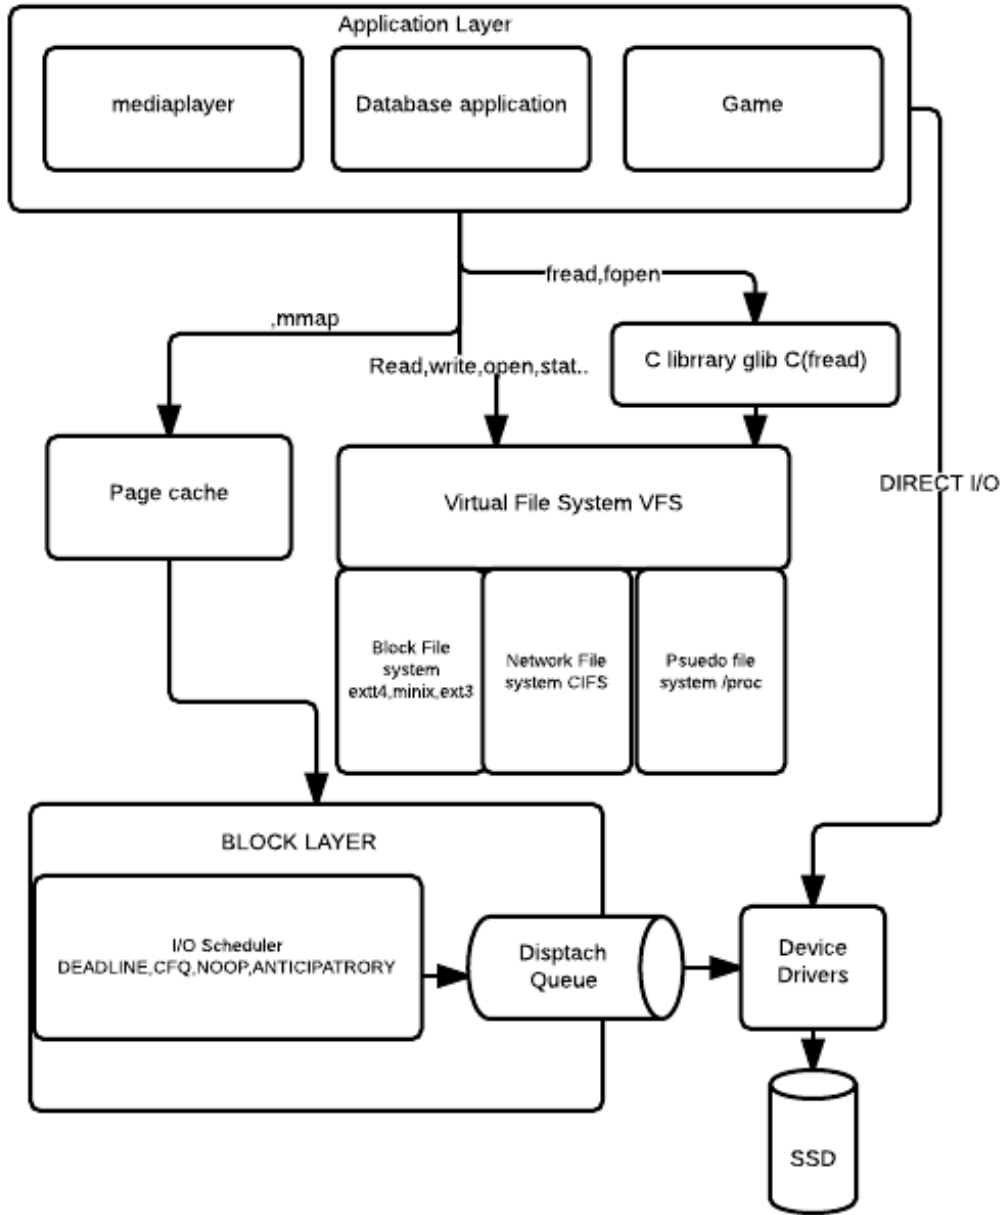 Application Layer
mediaplayer
Database application
Game
fread,fopen
,mmap
Read,write,open,stat..
C librrary glib C(fread)
Page cache
Virtual File System VFS
DIRECT I/O
Block File
system
extt4,minix,ext3
Network File
system CIFS
Psuedo file
system /proc
BLOCK LAYER
I/O Scheduler
DEADLINE,CFQ,NOOP,ANTICIPATRORY
Disptach
Queue
Device
Drivers
SSD